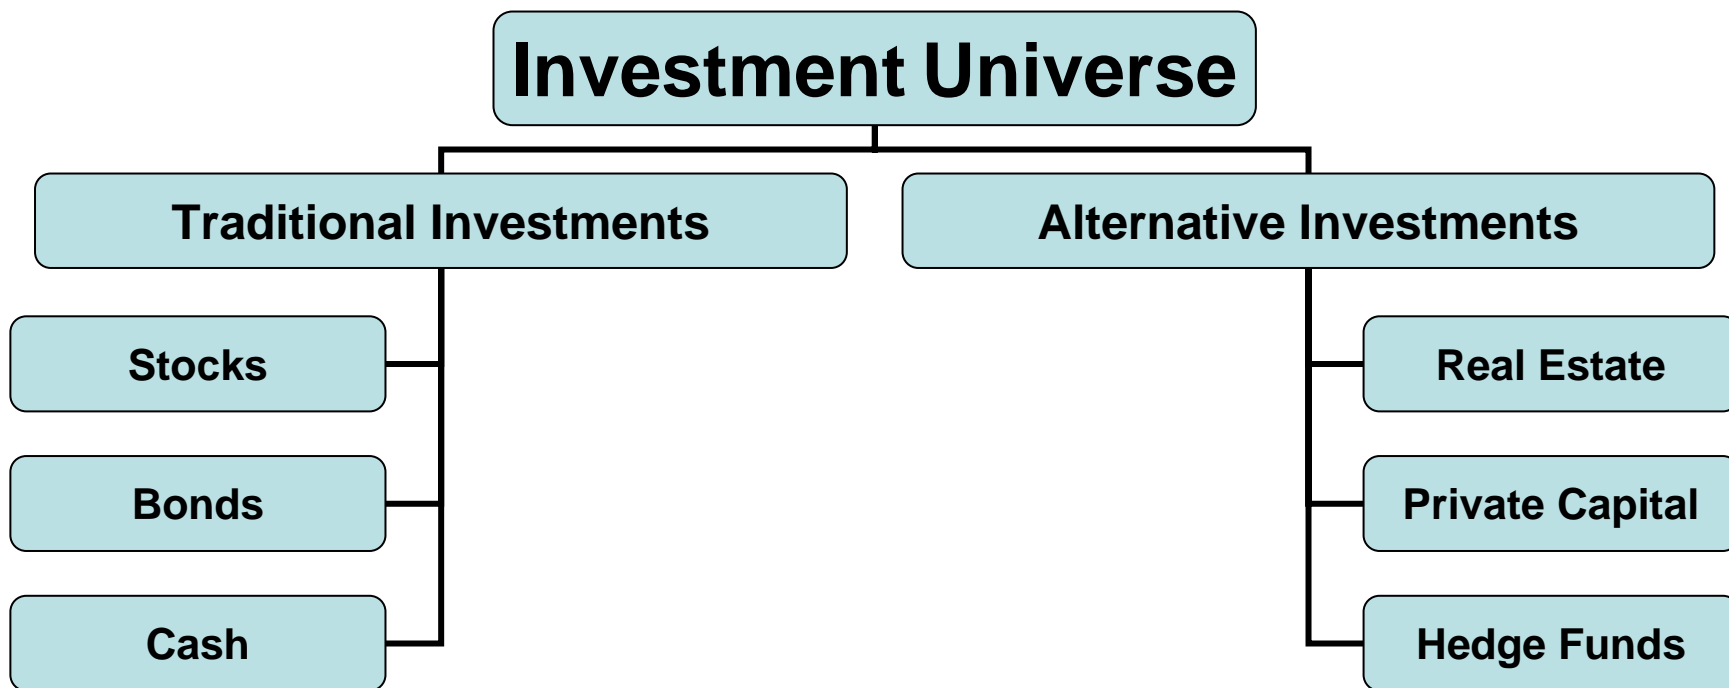 Investment Universe
Traditional Investments
Alternative Investments
Stocks
Real Estate
Bonds
Private Capital
Cash
Hedge Funds